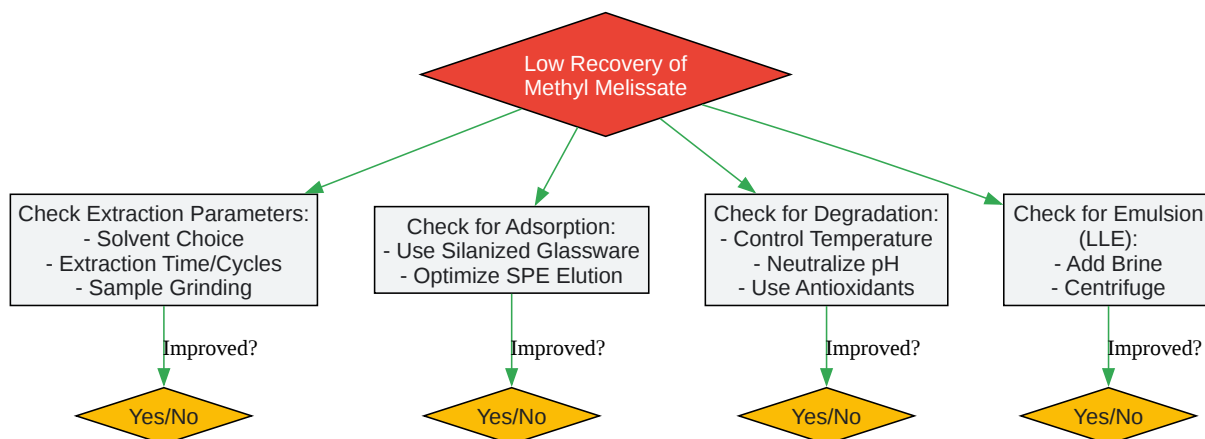 Low Recovery of
Methyl Melissate
Check Extraction Parameters:
- Solvent Choice
- Extraction Time/Cycles
- Sample Grinding
Check for Adsorption:
- Use Silanized Glassware
- Optimize SPE Elution
Check for Degradation:
- Control Temperature
- Neutralize pH
- Use Antioxidants
Check for Emulsion
(LLE):
- Add Brine
- Centrifuge
Improved?
Improved?
Improved?
Improved?
Yes/No
Yes/No
Yes/No
Yes/No